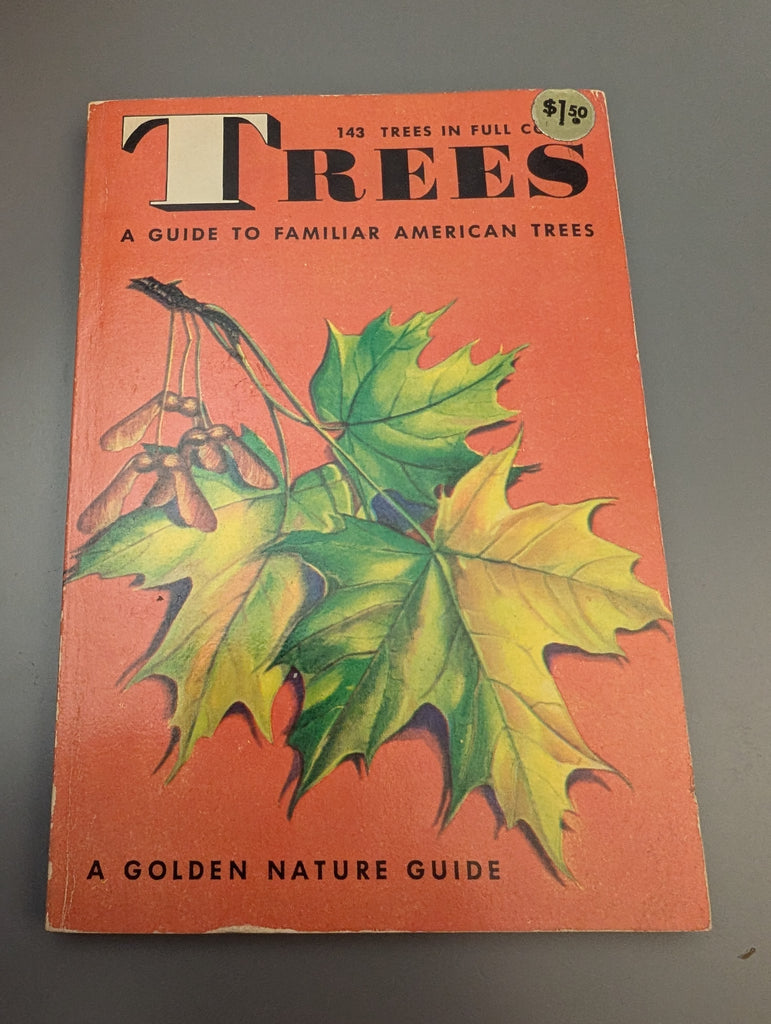 143 TREES IN FULL
$1.50
TREES
A GUIDE TO FAMILIAR AMERICAN TREES
A GOLDEN NATURE GUIDE